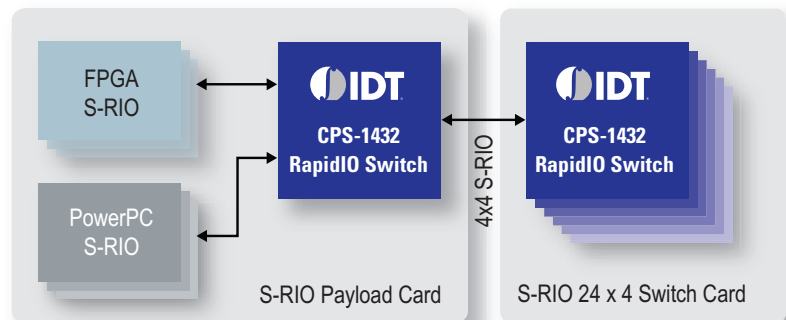 FPGA
S-RIO
PowerPC
S-RIO
IDT
CPS-1432
RapidIO Switch
S-RIO Payload Card
4x4 S-RIO
IDT
CPS-1432
RapidIO Switch
S-RIO 24 x 4 Switch Card